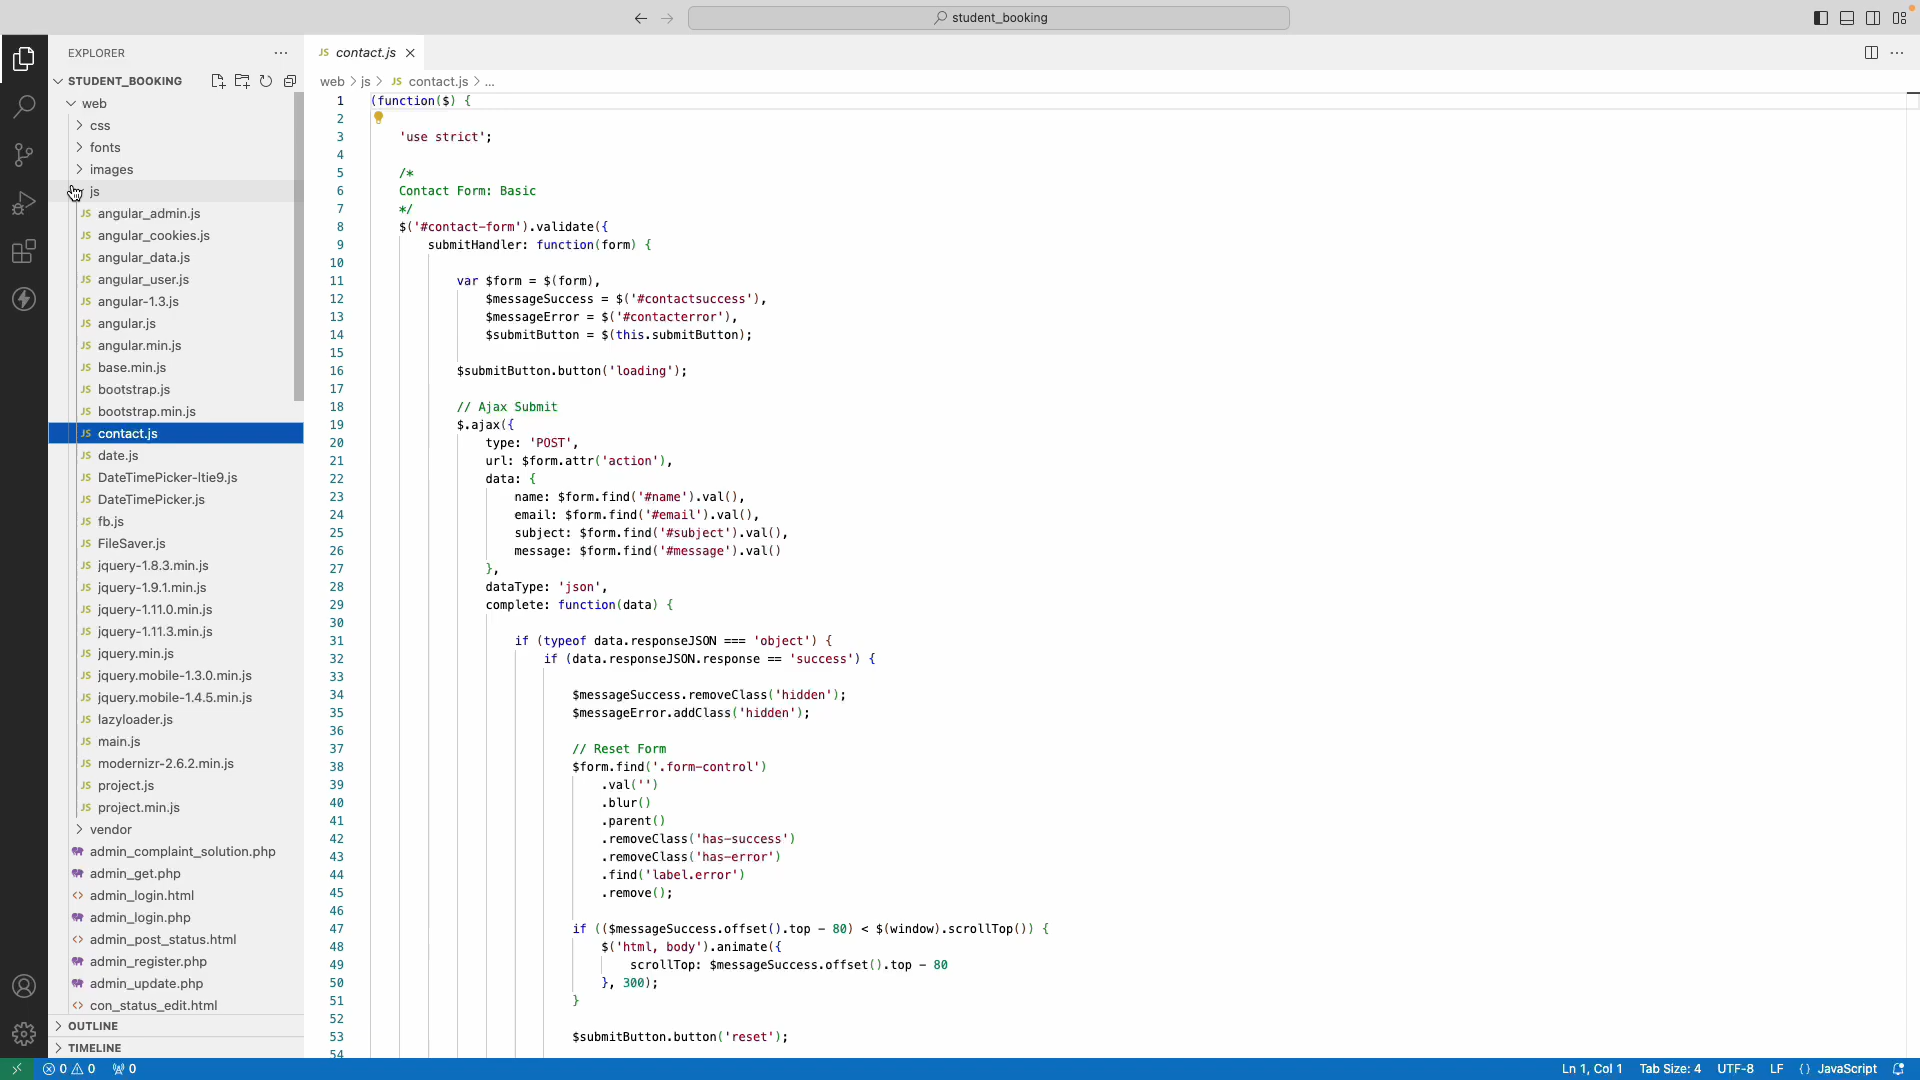 student_booking
EXPLORER
STUDENT_BOOKING
web
css
fonts
images
js
JS angular_admin.js
JS angular_cookies.js
JS angular_data.js
JS angular_user.js
JS angular-1.3.js
JS angular.js
JS angular.min.js
JS base.min.js
JS bootstrap.js
JS bootstrap.min.js
JS contact.js
JS date.js
JS DateTimePicker-ltie9.js
JS DateTimePicker.js
JS fb.js
JS FileSaver.js
JS jquery-1.8.3.min.js
JS jquery-1.9.1.min.js
JS jquery-1.11.0.min.js
JS jquery-1.11.3.min.js
JS jquery.min.js
JS jquery.mobile-1.3.0.min.js
JS jquery.mobile-1.4.5.min.js
JS lazyloader.js
JS main.js
JS modernizr-2.6.2.min.js
JS project.js
JS project.min.js
vendor
admin_complaint_solution.php
admin_get.php
<> admin_login.html
admin_login.php
<> admin_post_status.html
admin_register.php
admin_update.php
<> con_status_edit.html
OUTLINE
TIMELINE
JS contact.js
web > js > JS contact.js > ...
1 (function($) {
2
3 'use strict';
4
5 /*
6 Contact Form: Basic
7 */
8 $('#contact-form').validate({
9 submitHandler: function(form) {
10
11 var $form = $(form),
12 $messageSuccess = $('#contactsuccess'),
13 $messageError = $('#contacterror'),
14 $submitButton = $(this.submitButton);
15
16 $submitButton.button('loading');
17
18 // Ajax Submit
19 $.ajax({
20 type: 'POST',
21 url: $form.attr('action'),
22 data: {
23 name: $form.find('#name').val(),
24 email: $form.find('#email').val(),
25 subject: $form.find('#subject').val(),
26 message: $form.find('#message').val()
27 },
28 dataType: 'json',
29 complete: function(data) {
30
31 if (typeof data.responseJSON === 'object') {
32 if (data.responseJSON.response == 'success') {
33
34 $messageSuccess.removeClass('hidden');
35 $messageError.addClass('hidden');
36
37 // Reset Form
38 $form.find('.form-control')
39 .val('')
40 .blur()
41 .parent()
42 .removeClass('has-success')
43 .removeClass('has-error')
44 .find('label.error')
45 .remove();
46
47 if (($messageSuccess.offset().top - 80) < $(window).scrollTop()) {
48 $('html, body').animate({
49 scrollTop: $messageSuccess.offset().top - 80
50 }, 300);
51 }
52
53 $submitButton.button('reset');
54
0 0 0 Ln 1, Col 1 Tab Size: 4 UTF-8 LF {} JavaScript